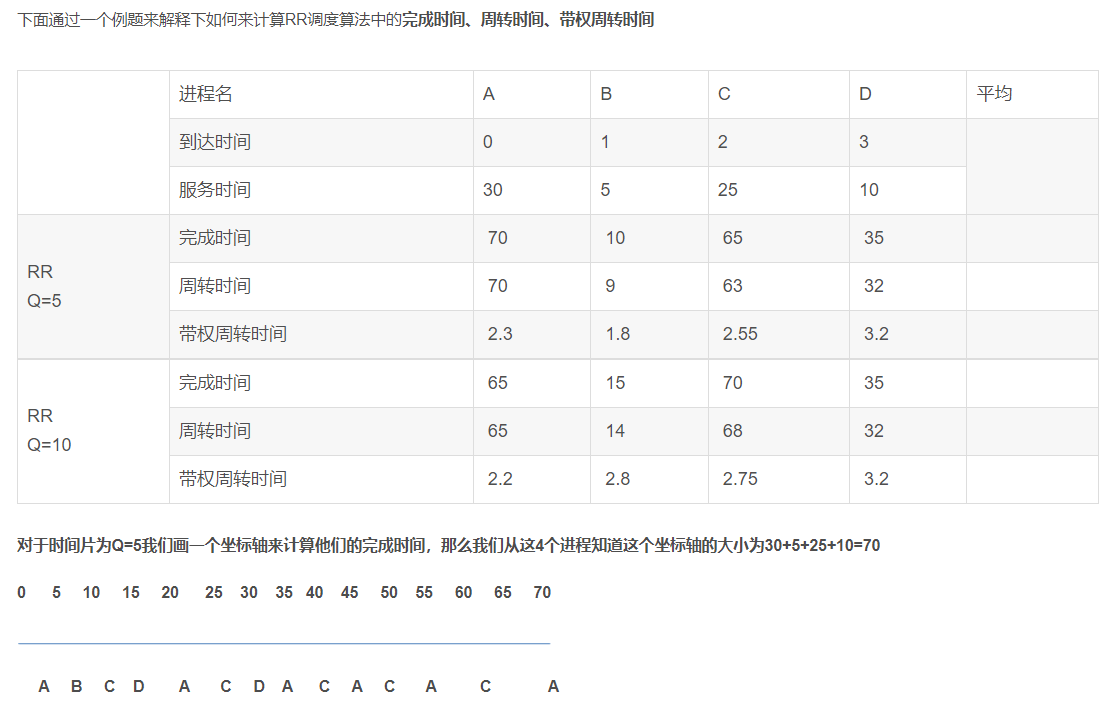 下面通过一个例题来解释下如何来计算RR调度算法中的完成时间、周转时间、带权周转时间
进程名 A B C D 平均
到达时间 0 1 2 3
服务时间 30 5 25 10
RR
Q=5
完成时间 70 10 65 35
周转时间 70 9 63 32
带权周转时间 2.3 1.8 2.55 3.2
RR
Q=10
完成时间 65 15 70 35
周转时间 65 14 68 32
带权周转时间 2.2 2.8 2.75 3.2
对于时间片为Q=5我们画一个坐标轴来计算他们的完成时间，那么我们从这4个进程知道这个坐标轴的大小为30+5+25+10=70
0 5 10 15 20 25 30 35 40 45 50 55 60 65 70
A B C D A C D A C A C A C A